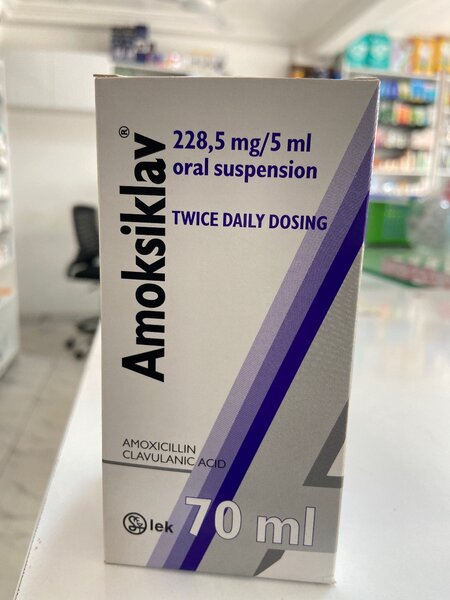 Amoksiklav®
228,5 mg/5 ml
oral suspension
TWICE DAILY DOSING
AMOXICILLIN
CLAVULANIC ACID
lek
70 ml